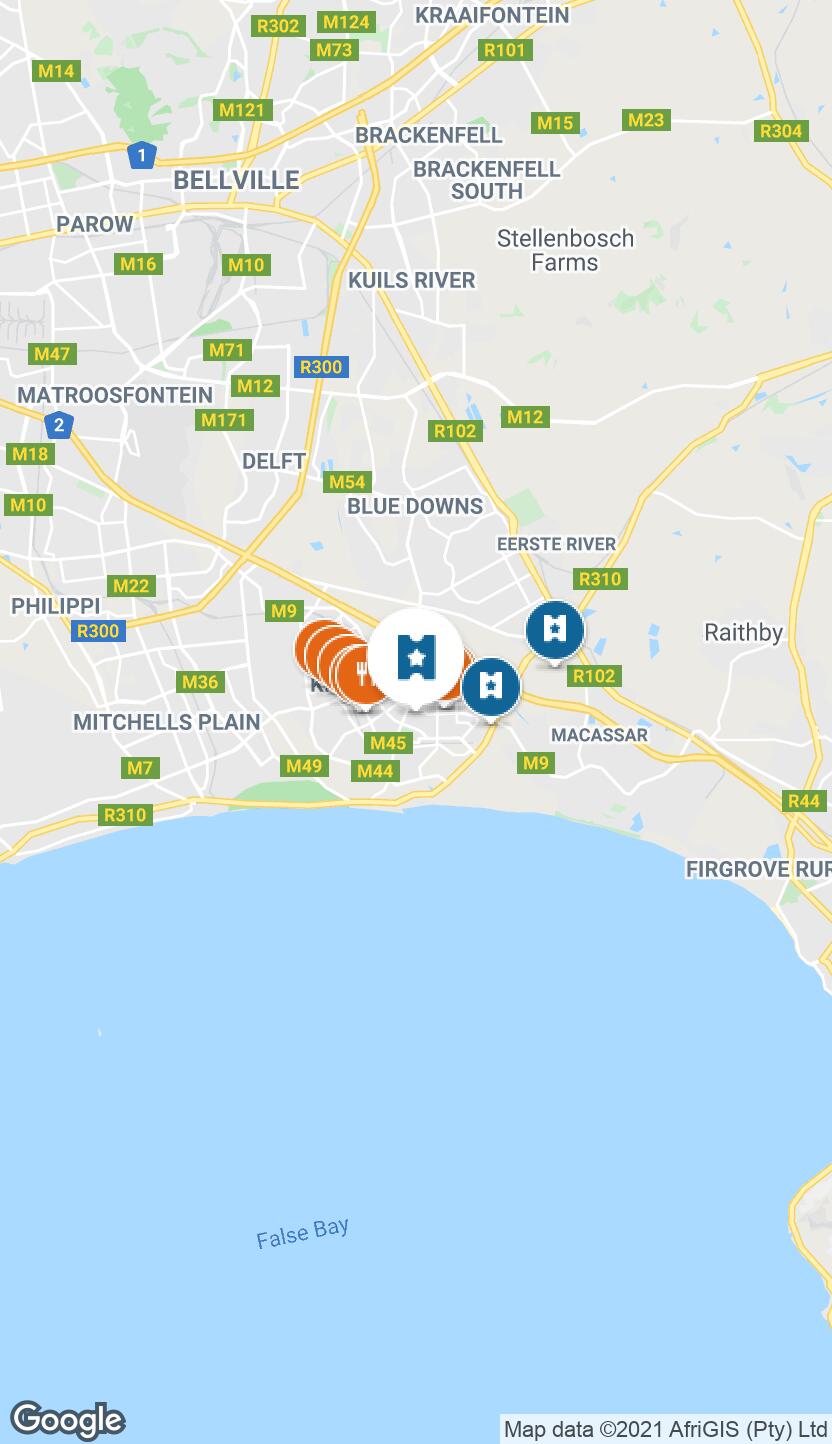 KRAAIFONTEIN
R302
M124
M73
R101
M14
M121
M15
M23
R304
BRACKENFELL
1
BELLVILLE
BRACKENFELL
SOUTH
PAROW
Stellenbosch
Farms
M16
M10
KUILS RIVER
M47
M71
R300
M12
MATROOSFONTEIN
M171
M12
2
R102
M18
DELFT
M54
M10
BLUE DOWNS
EERSTE RIVER
M22
R310
PHILIPPI
M9
R300
Raithby
M36
R102
MITCHELLS PLAIN
M45
MACASSAR
M7
M49
M44
M9
R310
R44
FIRGROVE RUR
False Bay
Google
Map data ©2021 AfriGIS (Pty) Ltd